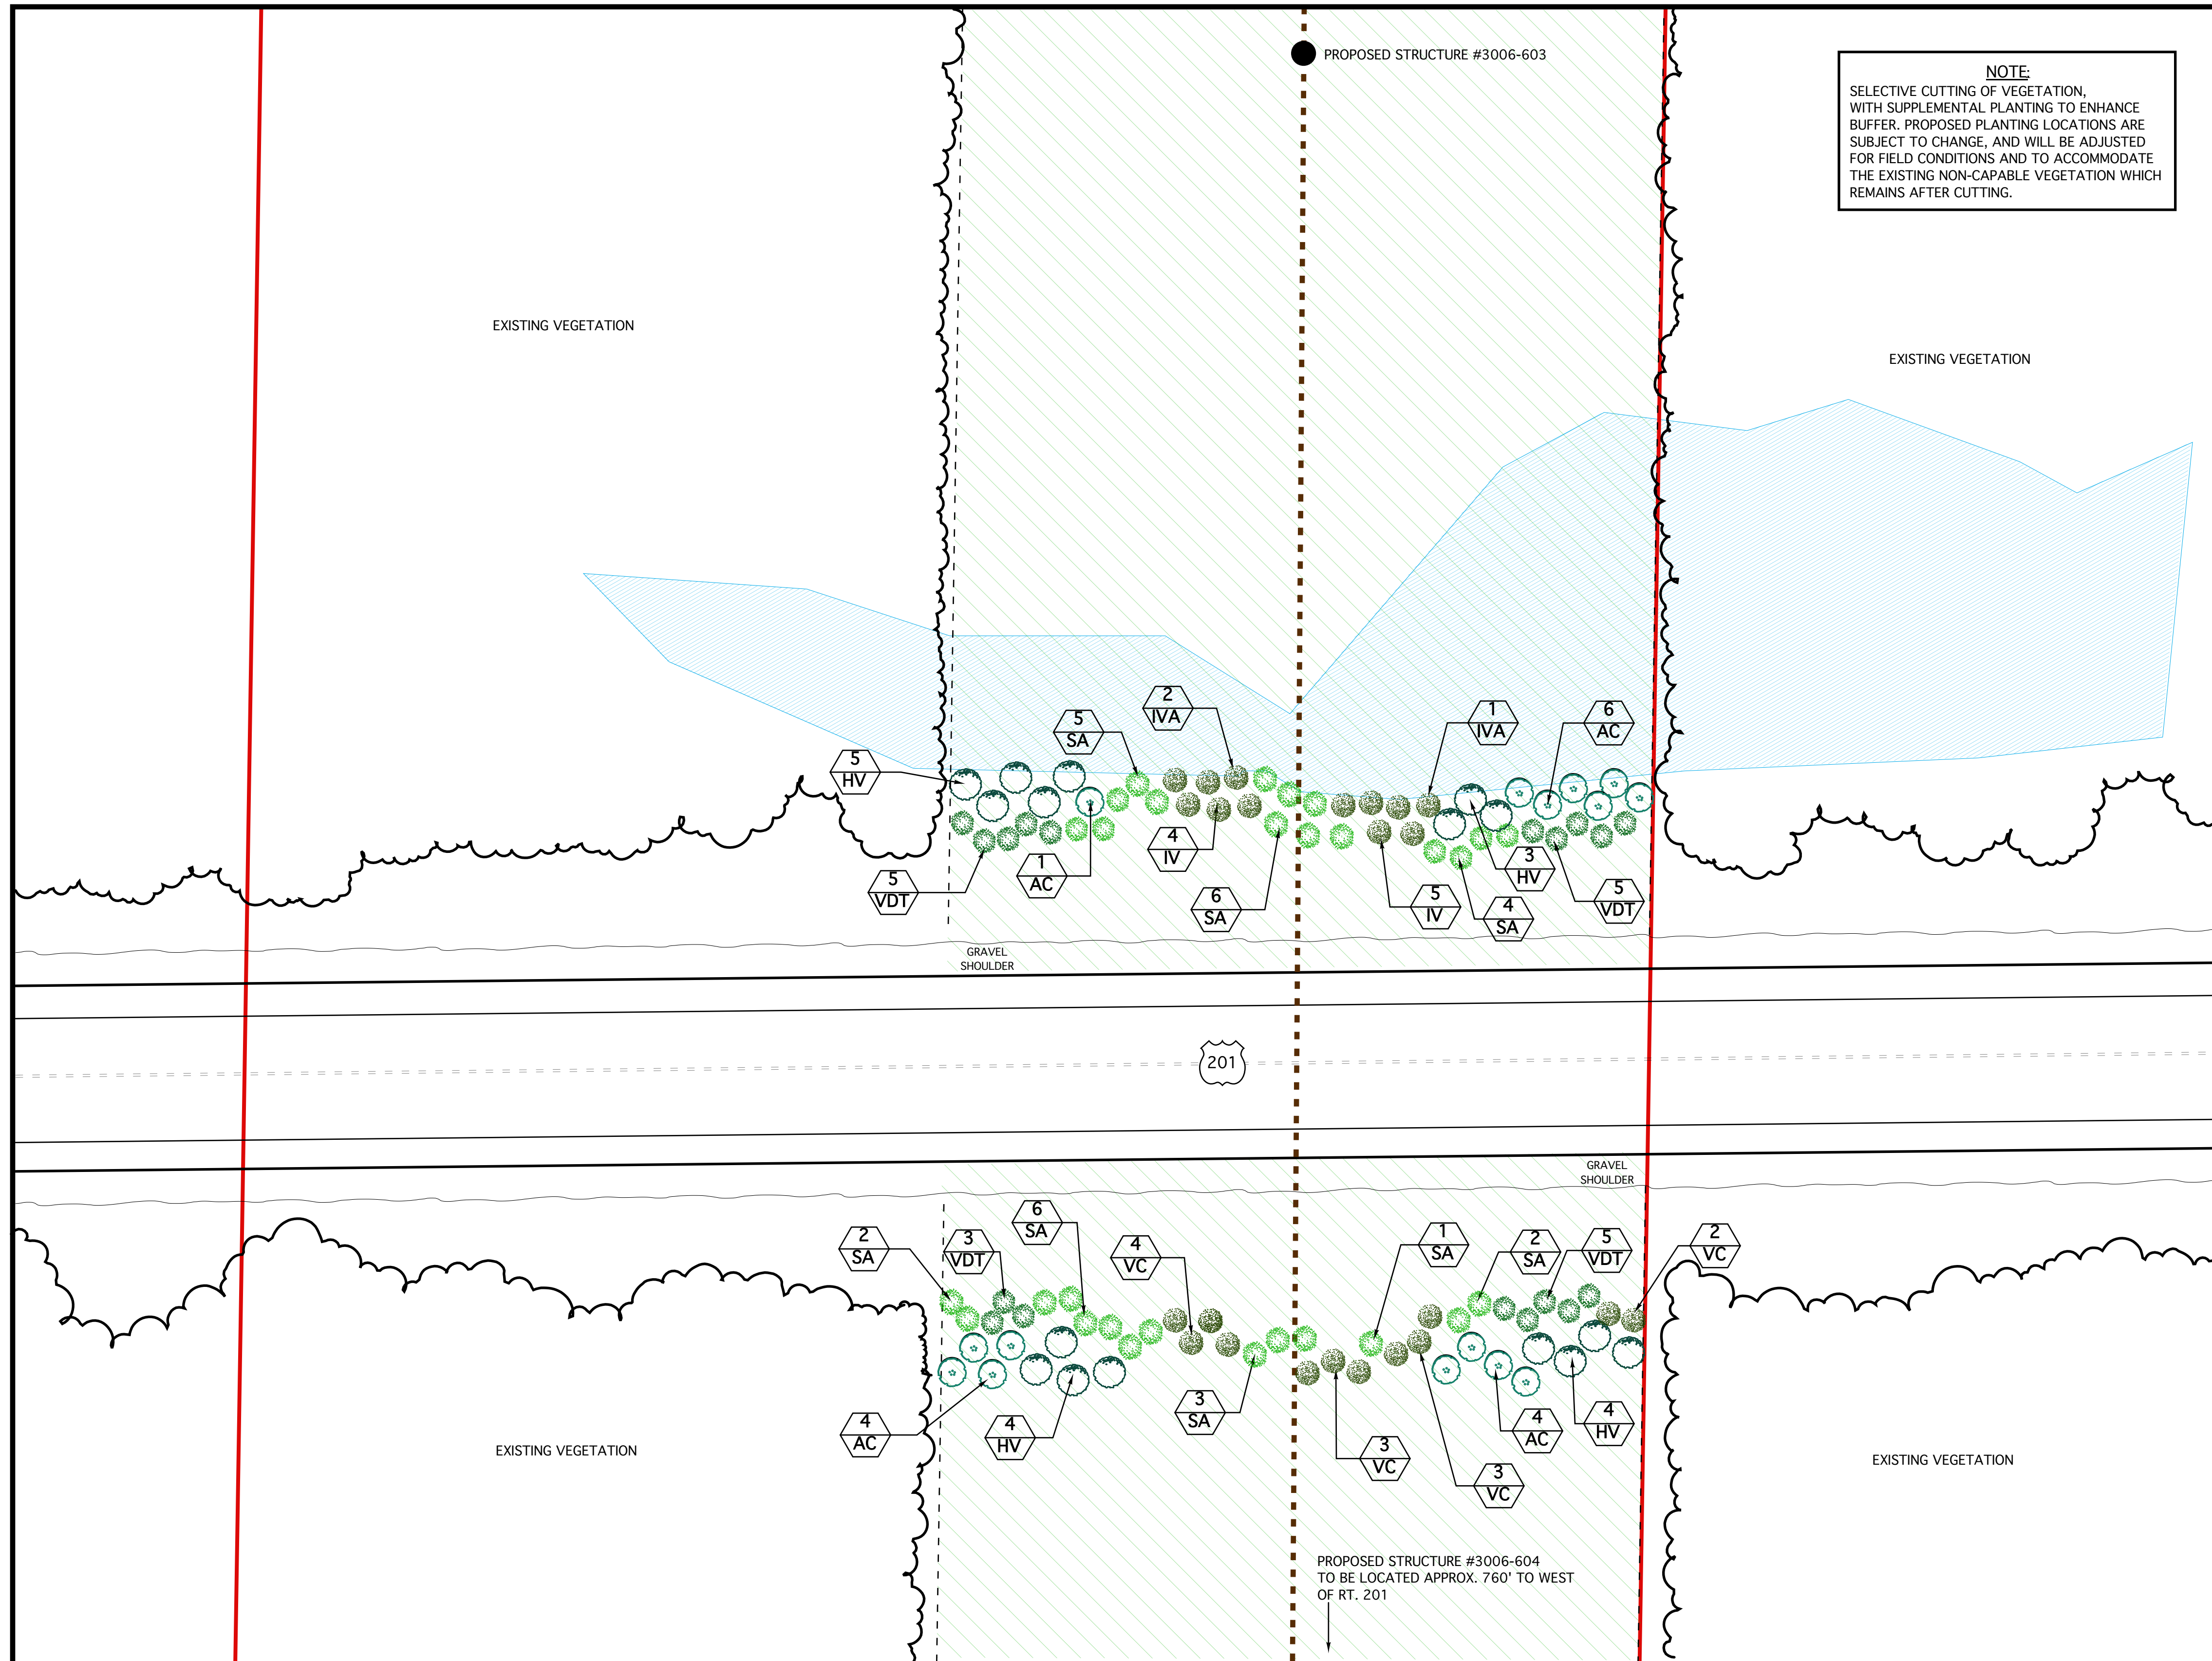 PROPOSED STRUCTURE #3006-603
NOTE:
SELECTIVE CUTTING OF VEGETATION,
WITH SUPPLEMENTAL PLANTING TO ENHANCE
BUFFER. PROPOSED PLANTING LOCATIONS ARE
SUBJECT TO CHANGE, AND WILL BE ADJUSTED
FOR FIELD CONDITIONS AND TO ACCOMMODATE
THE EXISTING NON-CAPABLE VEGETATION WHICH
REMAINS AFTER CUTTING.
EXISTING VEGETATION
EXISTING VEGETATION
5
HV
5
SA
2
IVA
1
IVA
6
AC
5
VDT
1
AC
4
IV
6
SA
5
IV
4
SA
3
HV
5
VDT
GRAVEL
SHOULDER
201
GRAVEL
SHOULDER
2
SA
3
VDT
6
SA
4
VC
1
SA
2
SA
5
VDT
2
VC
4
AC
4
HV
3
SA
3
VC
3
VC
4
AC
4
HV
EXISTING VEGETATION
EXISTING VEGETATION
PROPOSED STRUCTURE #3006-604
TO BE LOCATED APPROX. 760' TO WEST
OF RT. 201